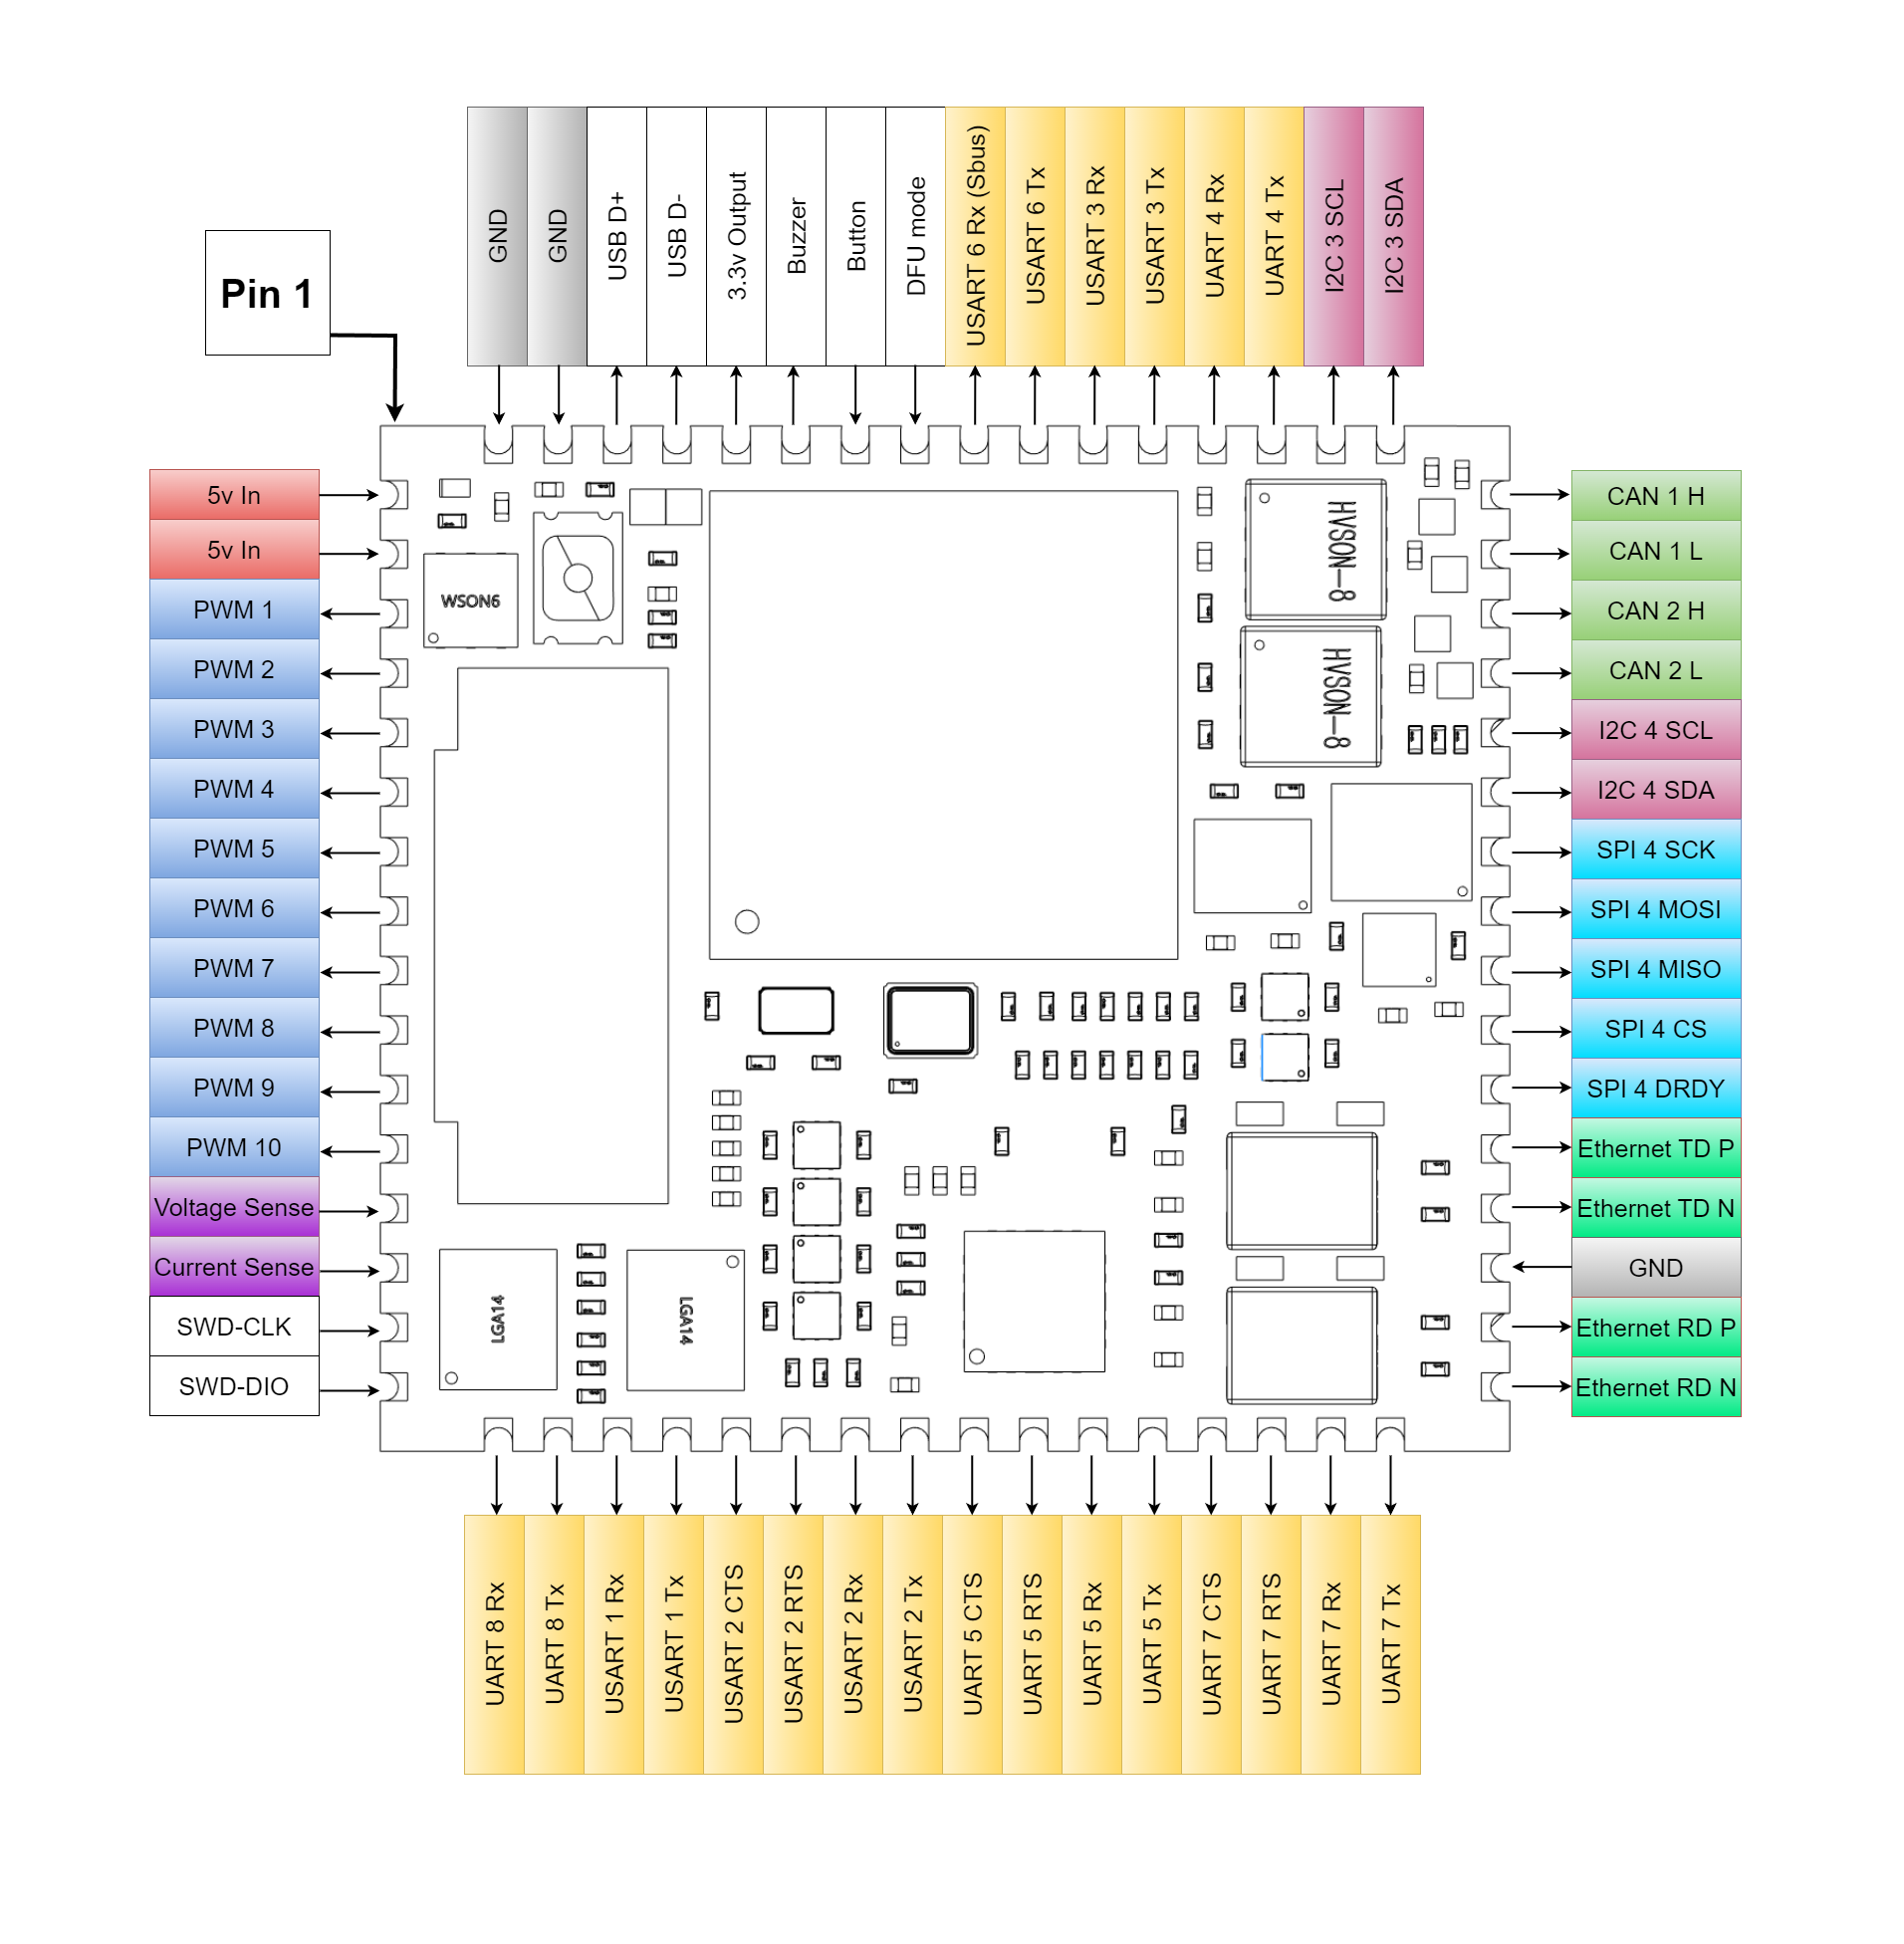 GND
GND
USB D+
USB D-
3.3v Output
Buzzer
Button
DFU mode
USART 6 Rx (Sbus)
USART 6 Tx
USART 3 Rx
USART 3 Tx
UART 4 Rx
UART 4 Tx
I2C 3 SCL
I2C 3 SDA
Pin 1
5v In
5v In
PWM 1
PWM 2
PWM 3
PWM 4
PWM 5
PWM 6
PWM 7
PWM 8
PWM 9
PWM 10
Voltage Sense
Current Sense
SWD-CLK
SWD-DIO
WSON6
HVSON-8
HVSON-8
LGA14
LGA14
CAN 1 H
CAN 1 L
CAN 2 H
CAN 2 L
I2C 4 SCL
I2C 4 SDA
SPI 4 SCK
SPI 4 MOSI
SPI 4 MISO
SPI 4 CS
SPI 4 DRDY
Ethernet TD P
Ethernet TD N
GND
Ethernet RD P
Ethernet RD N
UART 8 Rx
UART 8 Tx
USART 1 Rx
USART 1 Tx
USART 2 CTS
USART 2 RTS
USART 2 Rx
USART 2 Tx
UART 5 CTS
UART 5 RTS
UART 5 Rx
UART 5 Tx
UART 7 CTS
UART 7 RTS
UART 7 Rx
UART 7 Tx